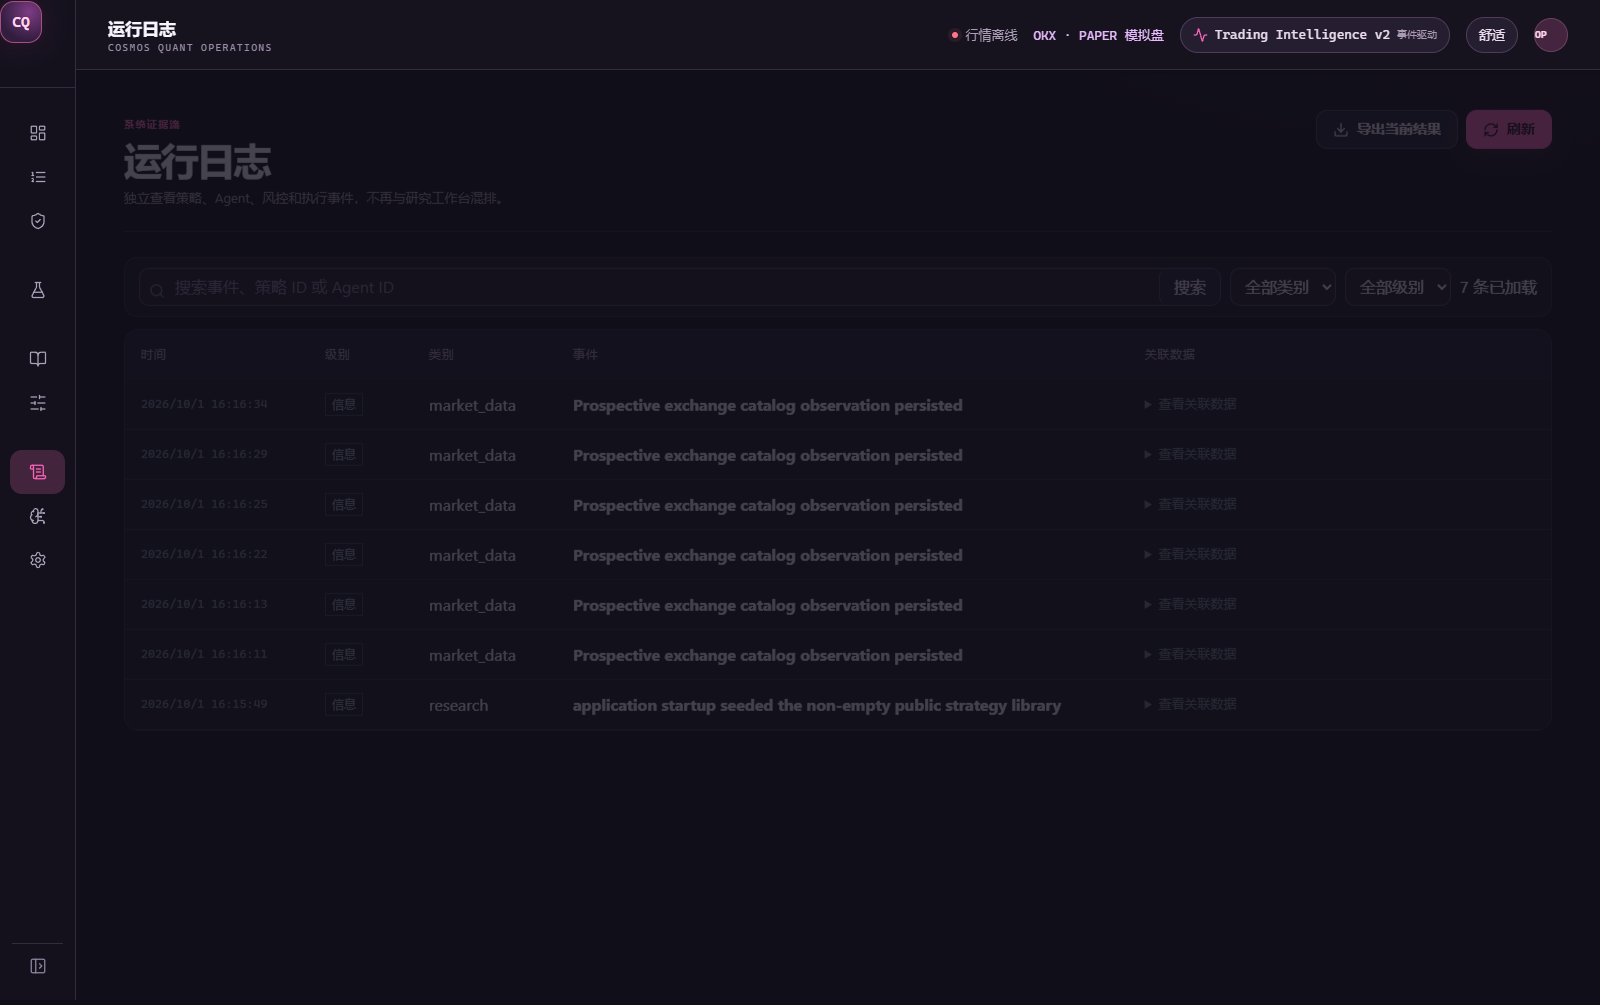 CQ
运行日志
COSMOS QUANT OPERATIONS
行情离线
OKX · PAPER 模拟盘
Trading Intelligence v2 事件驱动
舒适
OP
系统证据流
运行日志
独立查看策略、Agent、风控和执行事件，不再与研究工作台混排。
导出当前结果
刷新
搜索事件、策略 ID 或 Agent ID
搜索
全部类别
全部级别
7 条已加载
时间 级别 类别 事件 关联数据
2026/10/1 16:16:34 信息 market_data Prospective exchange catalog observation persisted 查看关联数据
2026/10/1 16:16:29 信息 market_data Prospective exchange catalog observation persisted 查看关联数据
2026/10/1 16:16:25 信息 market_data Prospective exchange catalog observation persisted 查看关联数据
2026/10/1 16:16:22 信息 market_data Prospective exchange catalog observation persisted 查看关联数据
2026/10/1 16:16:13 信息 market_data Prospective exchange catalog observation persisted 查看关联数据
2026/10/1 16:16:11 信息 market_data Prospective exchange catalog observation persisted 查看关联数据
2026/10/1 16:15:49 信息 research application startup seeded the non-empty public strategy library 查看关联数据